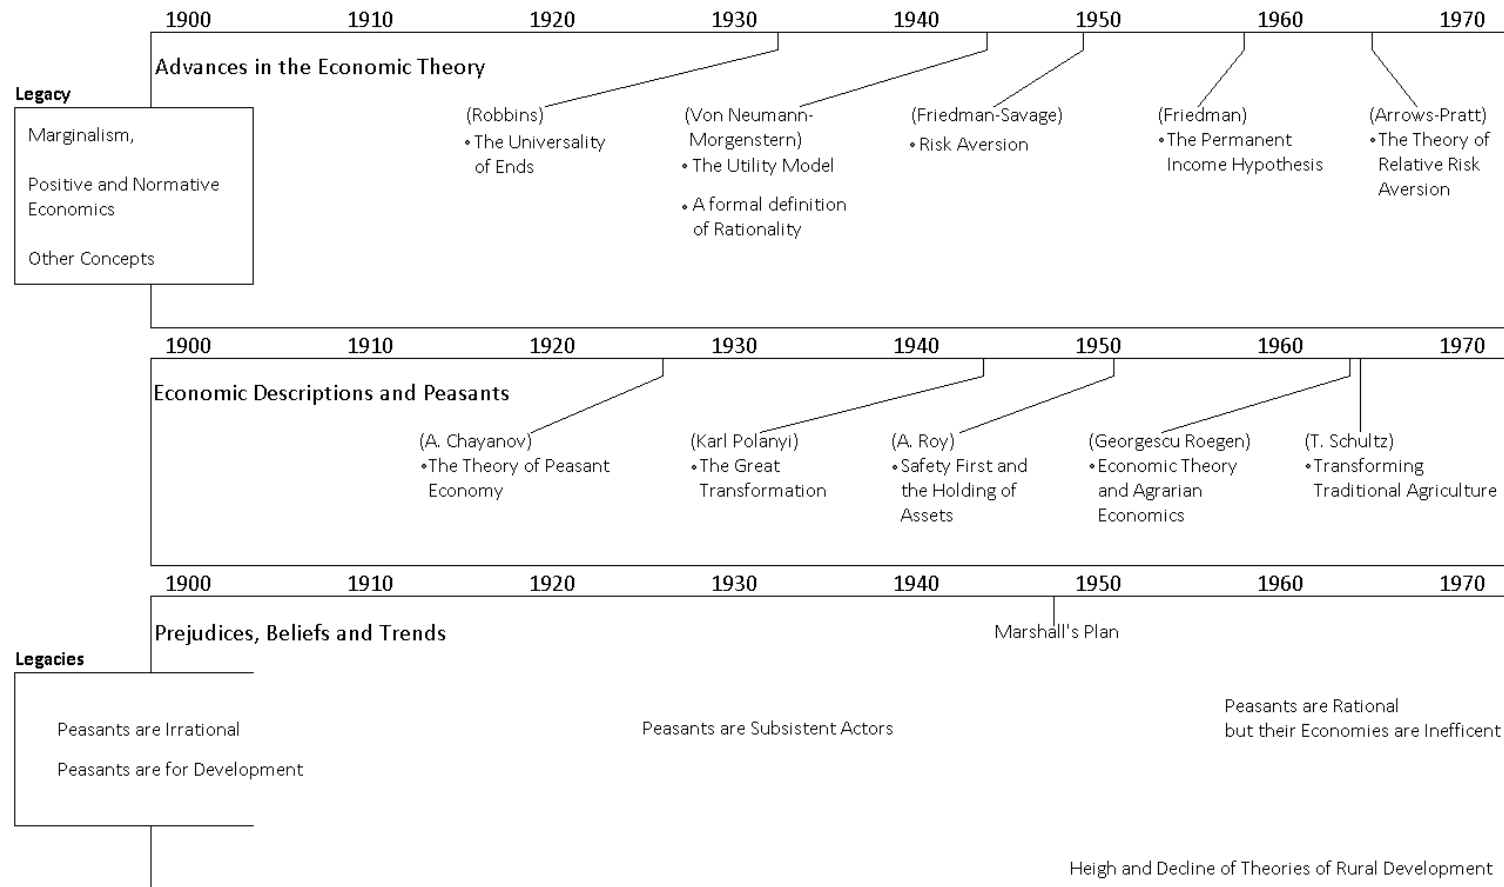 1900 1910 1920 1930 1940 1950 1960 1970
Advances in the Economic Theory
Legacy
Marginalism,
Positive and Normative
Economics
Other Concepts
(Robbins)
• The Universality
of Ends
(Von Neumann-
Morgenstern)
• The Utility Model
• A formal definition
of Rationality
(Friedman-Savage)
• Risk Aversion
(Friedman)
• The Permanent
Income Hypothesis
(Arrows-Pratt)
• The Theory of
Relative Risk
Aversion
1900 1910 1920 1930 1940 1950 1960 1970
Economic Descriptions and Peasants
(A. Chayanov)
• The Theory of Peasant
Economy
(Karl Polanyi)
• The Great
Transformation
(A. Roy)
• Safety First and
the Holding of
Assets
(Georgescu Roegen)
• Economic Theory
and Agrarian
Economics
(T. Schultz)
• Transforming
Traditional Agriculture
1900 1910 1920 1930 1940 1950 1960 1970
Prejudices, Beliefs and Trends
Marshall's Plan
Legacies
Peasants are Irrational
Peasants are for Development
Peasants are Subsistent Actors
Peasants are Rational
but their Economies are Inefficent
Heigh and Decline of Theories of Rural Development